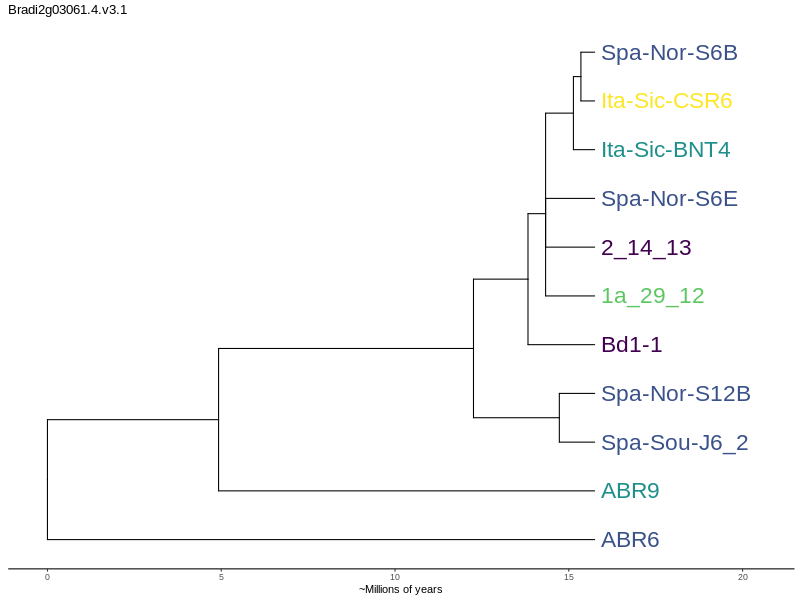 Bradi2g03061.4.v3.1
Spa-Nor-S6B
Ita-Sic-CSR6
Ita-Sic-BNT4
Spa-Nor-S6E
2_14_13
1a_29_12
Bd1-1
Spa-Nor-S12B
Spa-Sou-J6_2
ABR9
ABR6
0 5 10 15 20
~Millions of years